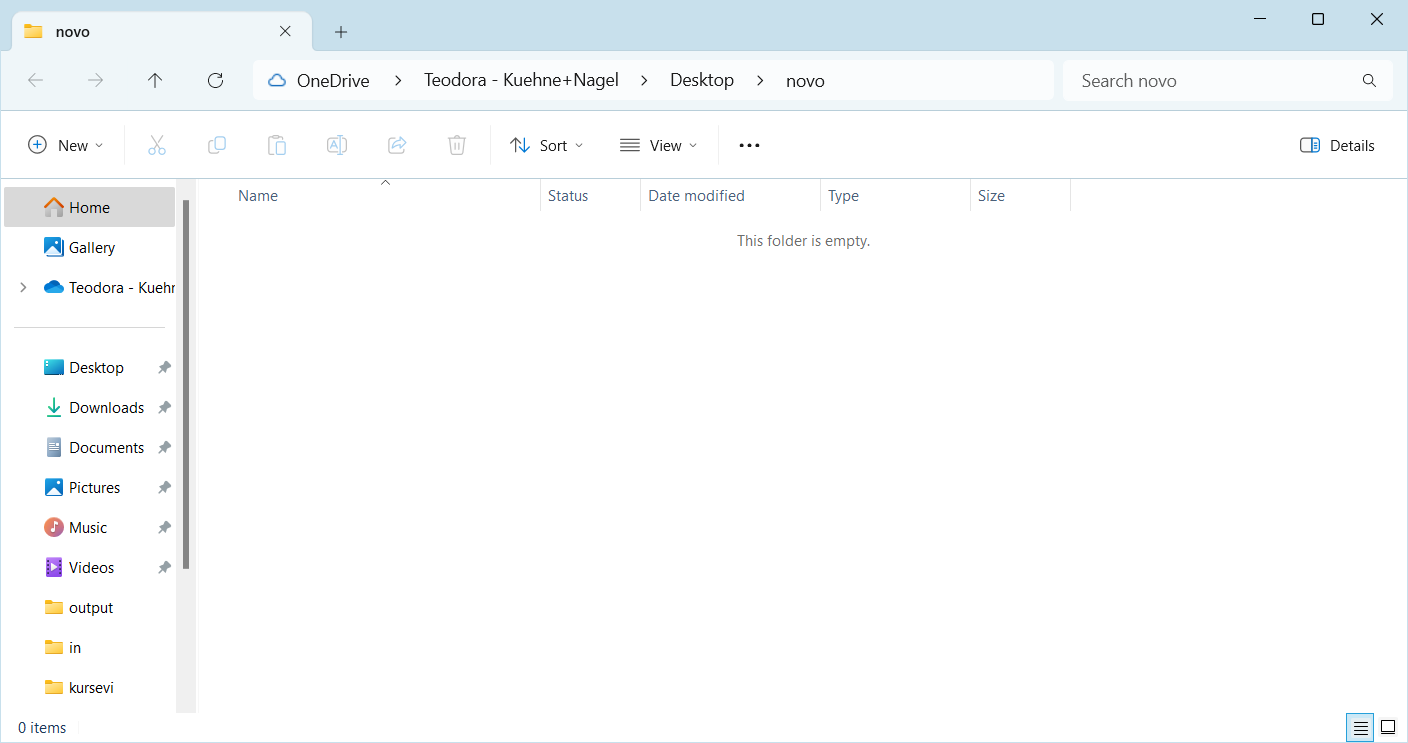 novo
OneDrive > Teodora - Kuehne+Nagel > Desktop > novo
Search novo
New
Sort
View
Details
Name Status Date modified Type Size
This folder is empty.
Home
Gallery
Teodora - Kuehn
Desktop
Downloads
Documents
Pictures
Music
Videos
output
in
kursevi
0 items